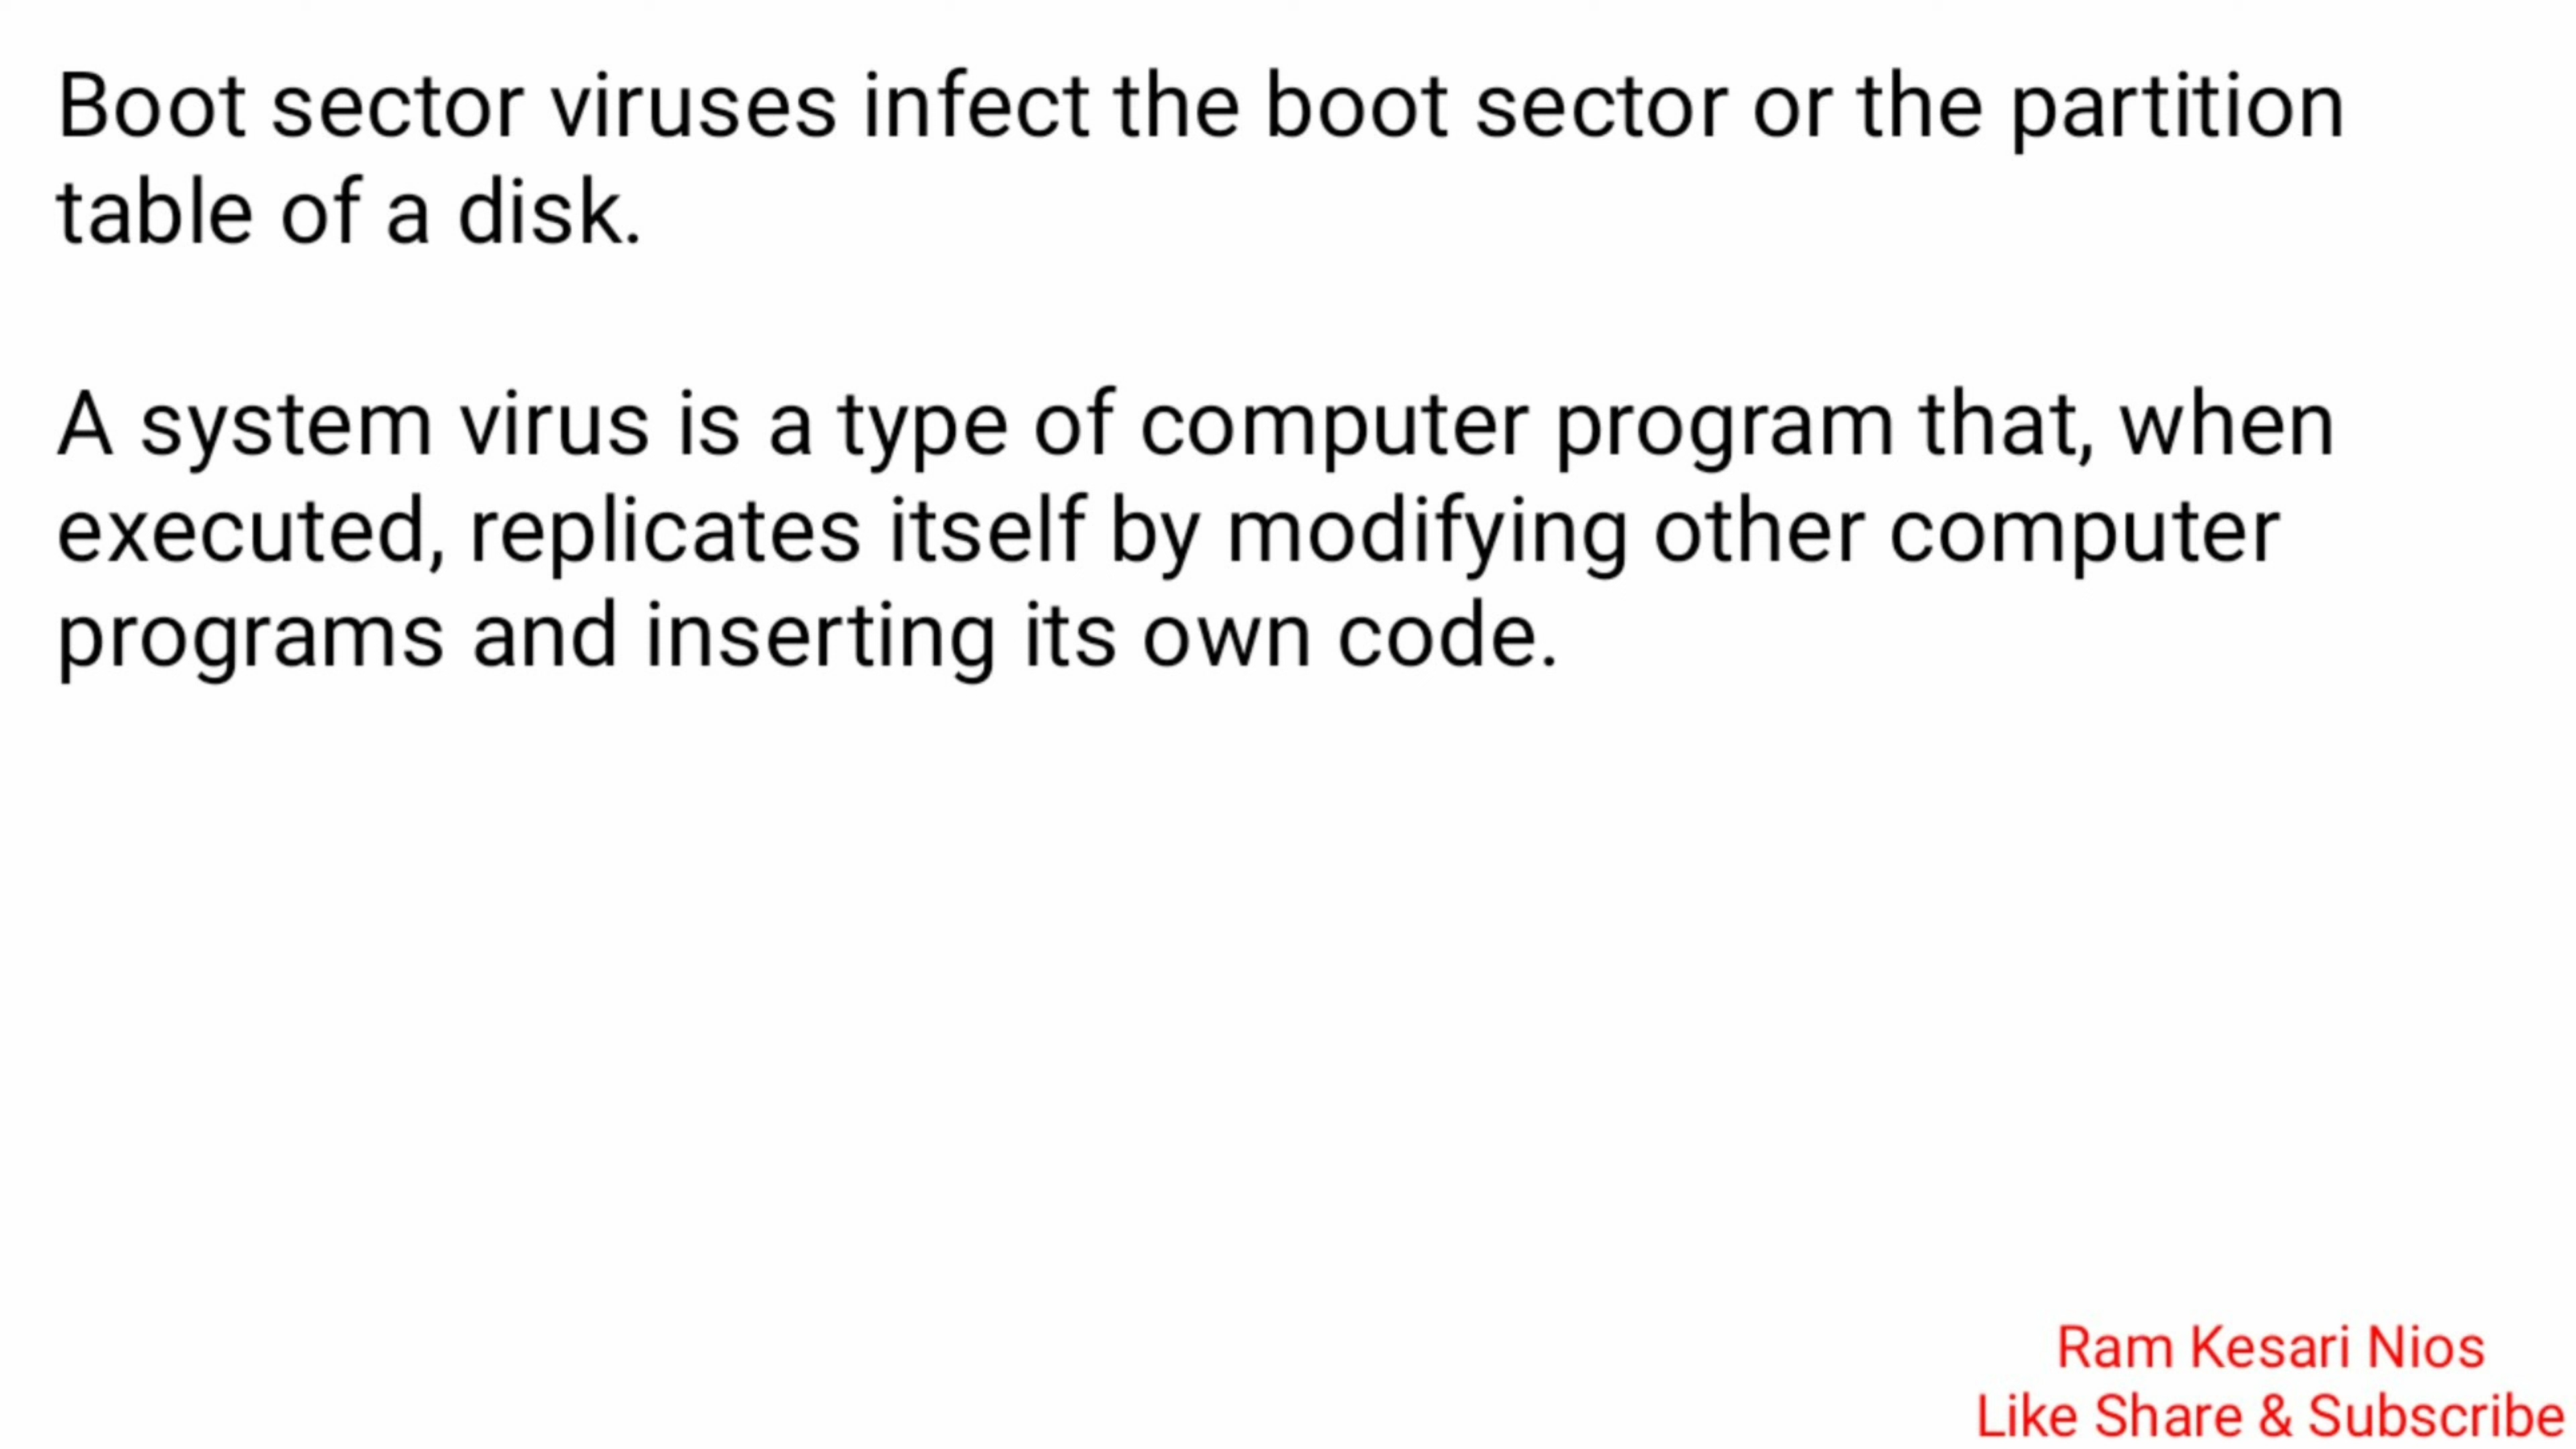 Boot sector viruses infect the boot sector or the partition
table of a disk.
A system virus is a type of computer program that, when
executed, replicates itself by modifying other computer
programs and inserting its own code.
Ram Kesari Nios
Like Share & Subscribe